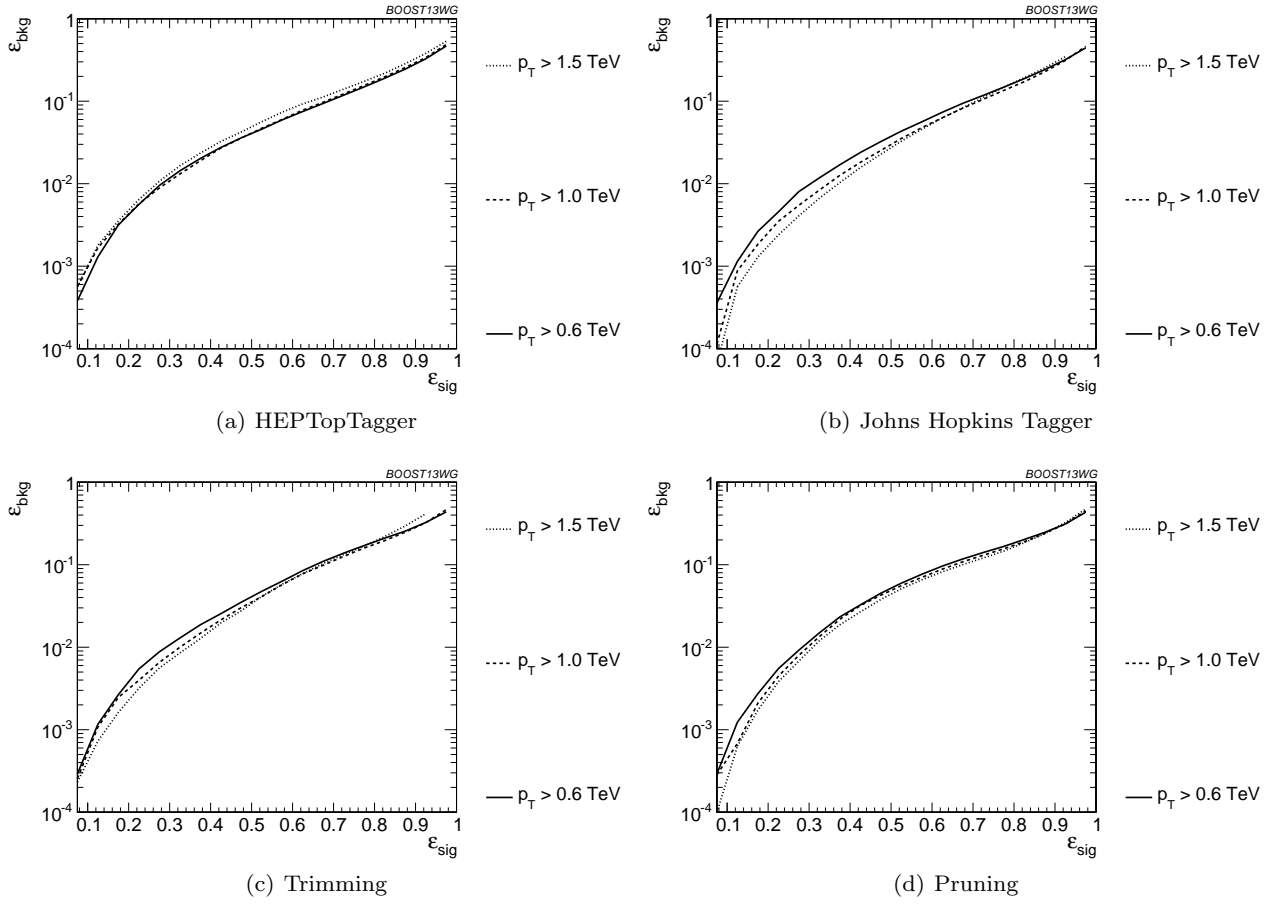 BOOST13WG
ε_bkg
1
10^-1
10^-2
10^-3
10^-4
0.1 0.2 0.3 0.4 0.5 0.6 0.7 0.8 0.9 1
ε_sig
p_T > 1.5 TeV
p_T > 1.0 TeV
p_T > 0.6 TeV
(a) HEPTopTagger
BOOST13WG
ε_bkg
1
10^-1
10^-2
10^-3
10^-4
0.1 0.2 0.3 0.4 0.5 0.6 0.7 0.8 0.9 1
ε_sig
p_T > 1.5 TeV
p_T > 1.0 TeV
p_T > 0.6 TeV
(b) Johns Hopkins Tagger
BOOST13WG
ε_bkg
1
10^-1
10^-2
10^-3
10^-4
0.1 0.2 0.3 0.4 0.5 0.6 0.7 0.8 0.9 1
ε_sig
p_T > 1.5 TeV
p_T > 1.0 TeV
p_T > 0.6 TeV
(c) Trimming
BOOST13WG
ε_bkg
1
10^-1
10^-2
10^-3
10^-4
0.1 0.2 0.3 0.4 0.5 0.6 0.7 0.8 0.9 1
ε_sig
p_T > 1.5 TeV
p_T > 1.0 TeV
p_T > 0.6 TeV
(d) Pruning